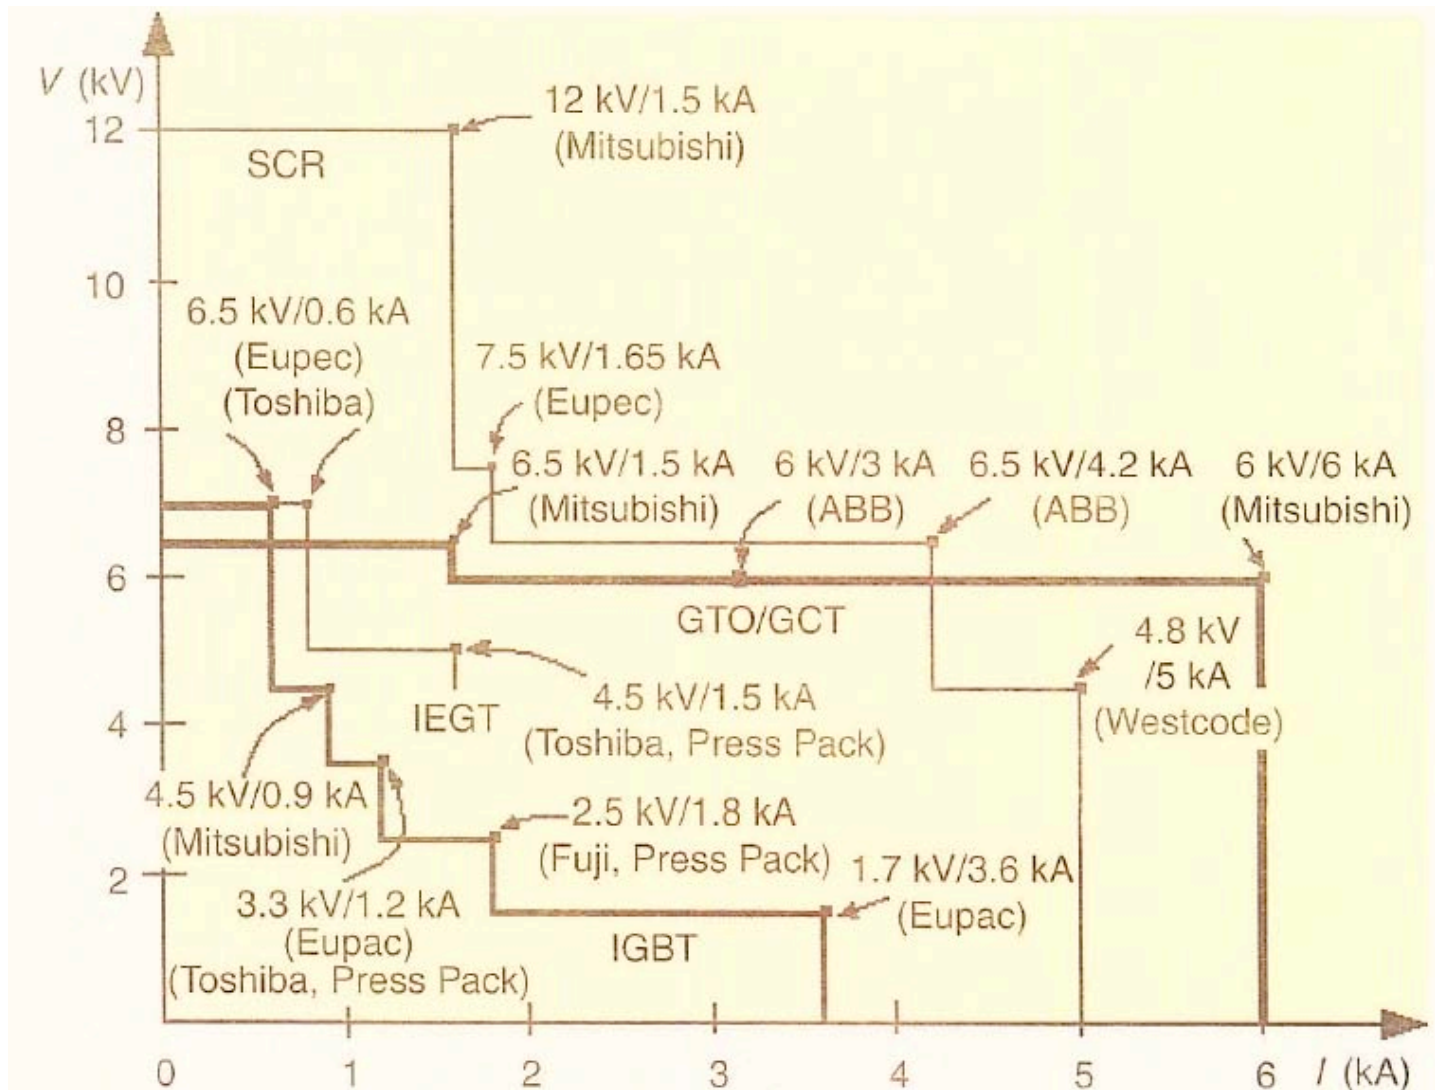 V (kV)
12
10
8
6
4
2
0
1
2
3
4
5
6
I (kA)
12 kV/1.5 kA
(Mitsubishi)
SCR
6.5 kV/0.6 kA
(Eupec)
(Toshiba)
7.5 kV/1.65 kA
(Eupec)
6.5 kV/1.5 kA
(Mitsubishi)
6 kV/3 kA
(ABB)
6.5 kV/4.2 kA
(ABB)
6 kV/6 kA
(Mitsubishi)
GTO/GCT
4.8 kV
/5 kA
(Westcode)
IEGT
4.5 kV/1.5 kA
(Toshiba, Press Pack)
4.5 kV/0.9 kA
(Mitsubishi)
2.5 kV/1.8 kA
(Fuji, Press Pack)
1.7 kV/3.6 kA
(Eupac)
3.3 kV/1.2 kA
(Eupac)
(Toshiba, Press Pack)
IGBT